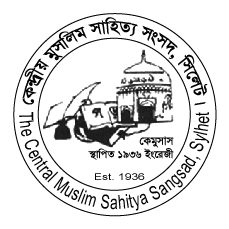 কেন্দ্রীয় মুসলিম সাহিত্য সংসদ, সিলেট।
কেমুসাস
স্থাপিত ১৯৩৬ ইংরেজী
Est. 1936
The Central Muslim Sahitya Sangsad, Sylhet